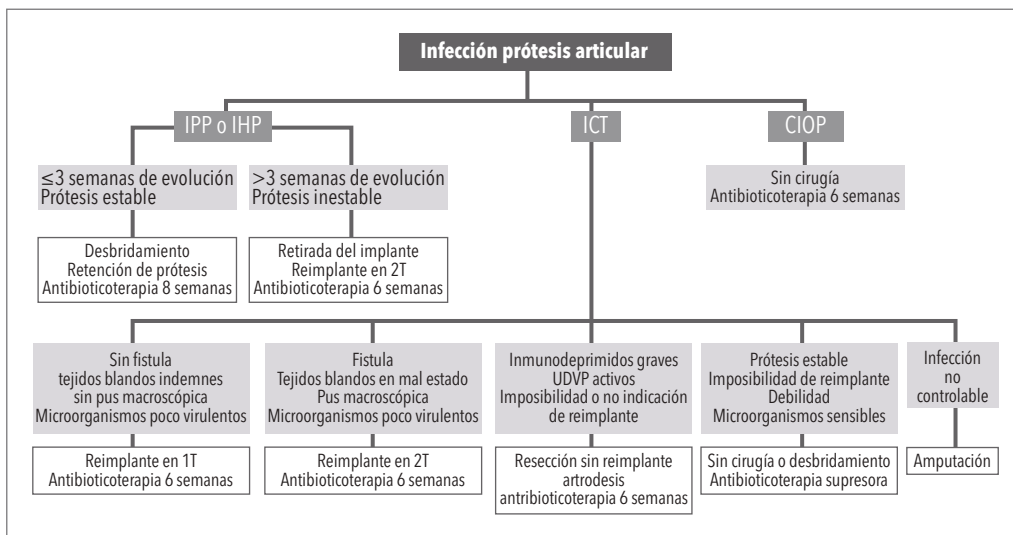 Infección prótesis articular
IPP o IHP
ICT
CIOP
≤3 semanas de evolución
Prótesis estable
>3 semanas de evolución
Prótesis inestable
Sin cirugía
Antibioticoterapia 6 semanas
Desbridamiento
Retención de prótesis
Antibioticoterapia 8 semanas
Retirada del implante
Reimplante en 2T
Antibioticoterapia 6 semanas
Sin fistula
tejidos blandos indemnes
sin pus macroscópica
Microorganismos poco virulentos
Fistula
Tejidos blandos en mal estado
Pus macroscópica
Microorganismos poco virulentos
Inmunodeprimidos graves
UDVP activos
Imposibilidad o no indicación
de reimplante
Prótesis estable
Imposibilidad de reimplante
Debilidad
Microorganismos sensibles
Infección
no
controlable
Reimplante en 1T
Antibioticoterapia 6 semanas
Reimplante en 2T
Antibioticoterapia 6 semanas
Resección sin reimplante
artrodesis
antribioticoterapia 6 semanas
Sin cirugía o desbridamiento
Antibioticoterapia supresora
Amputación